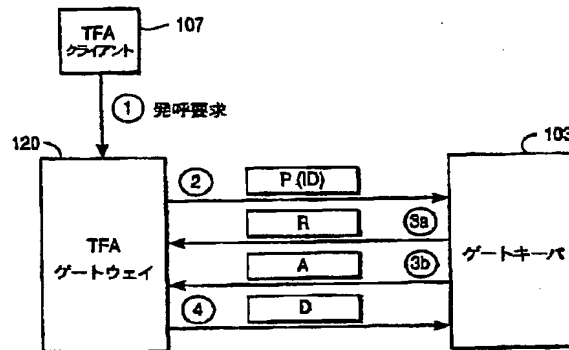 TFA
クライアント
107
1 発呼要求
120
103
2
P (ID)
R
3a
TFA
ゲートウェイ
A
3b
ゲートキーパ
4
D